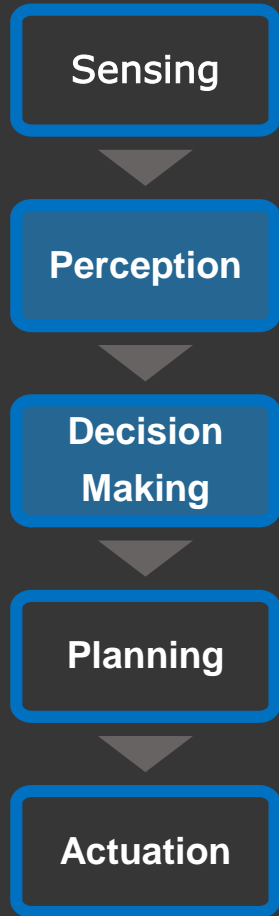 Sensing
Perception
Decision
Making
Planning
Actuation